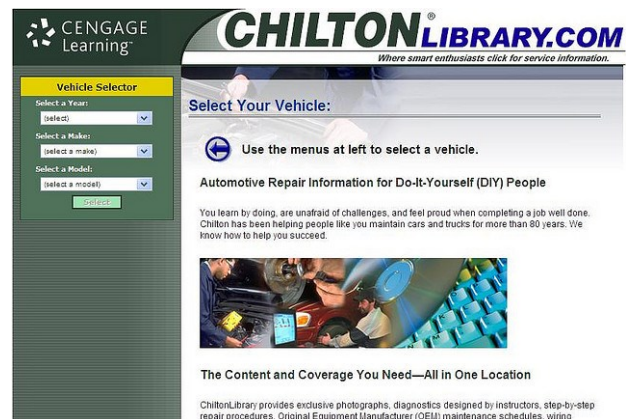 CENGAGE
Learning™
CHILTON®LIBRARY.COM
Where smart enthusiasts click for service information.
Vehicle Selector
Select a Year:
(select)
Select a Make:
(select a make)
Select a Model:
(select a model)
Select
Select Your Vehicle:
Use the menus at left to select a vehicle.
Automotive Repair Information for Do-It-Yourself (DIY) People
You learn by doing, are unafraid of challenges, and feel proud when completing a job well done.
Chilton has been helping people like you maintain cars and trucks for more than 80 years. We
know how to help you succeed.
The Content and Coverage You Need—All in One Location
ChiltonLibrary provides exclusive photographs, diagnostics designed by instructors, step-by-step
repair procedures, Original Equipment Manufacturer (OEM) maintenance schedules, wiring